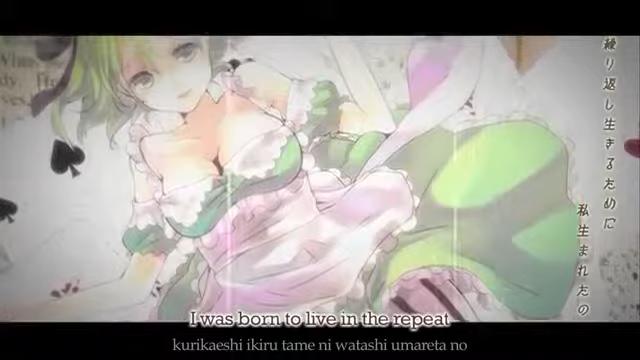 繰り返し生きるために
私生まれたの
I was born to live in the repeat
kurikaeshi ikiru tame ni watashi umareta no